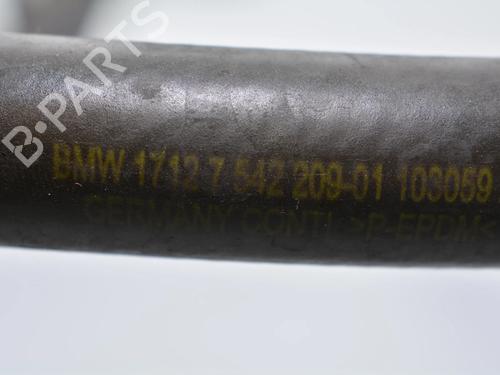 B-PARTS
BMW 1712 7 542 209-01 103059
GERMANY CONTI >P-EPDM<